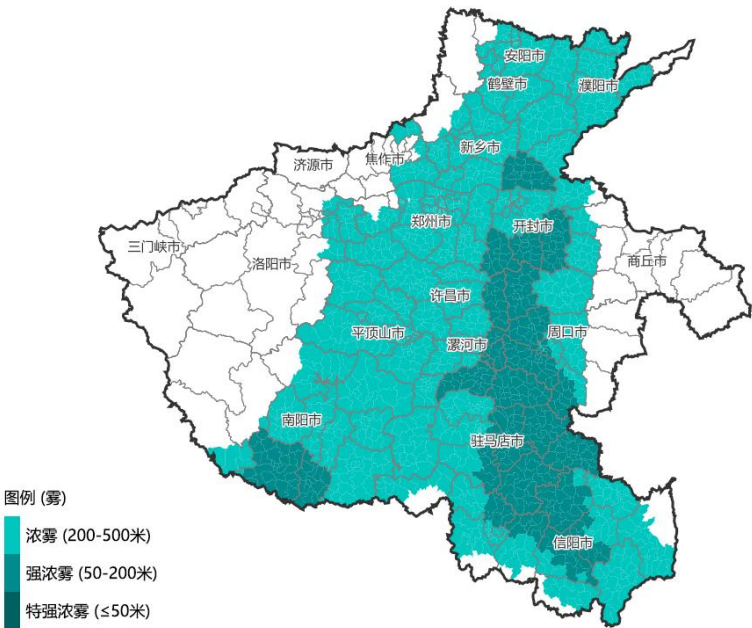 安阳市
鹤壁市
濮阳市
新乡市
焦作市
济源市
郑州市
开封市
三门峡市
洛阳市
商丘市
许昌市
平顶山市
漯河市
周口市
南阳市
驻马店市
信阳市
图例 (雾)
浓雾 (200-500米)
强浓雾 (50-200米)
特强浓雾 (≤50米)